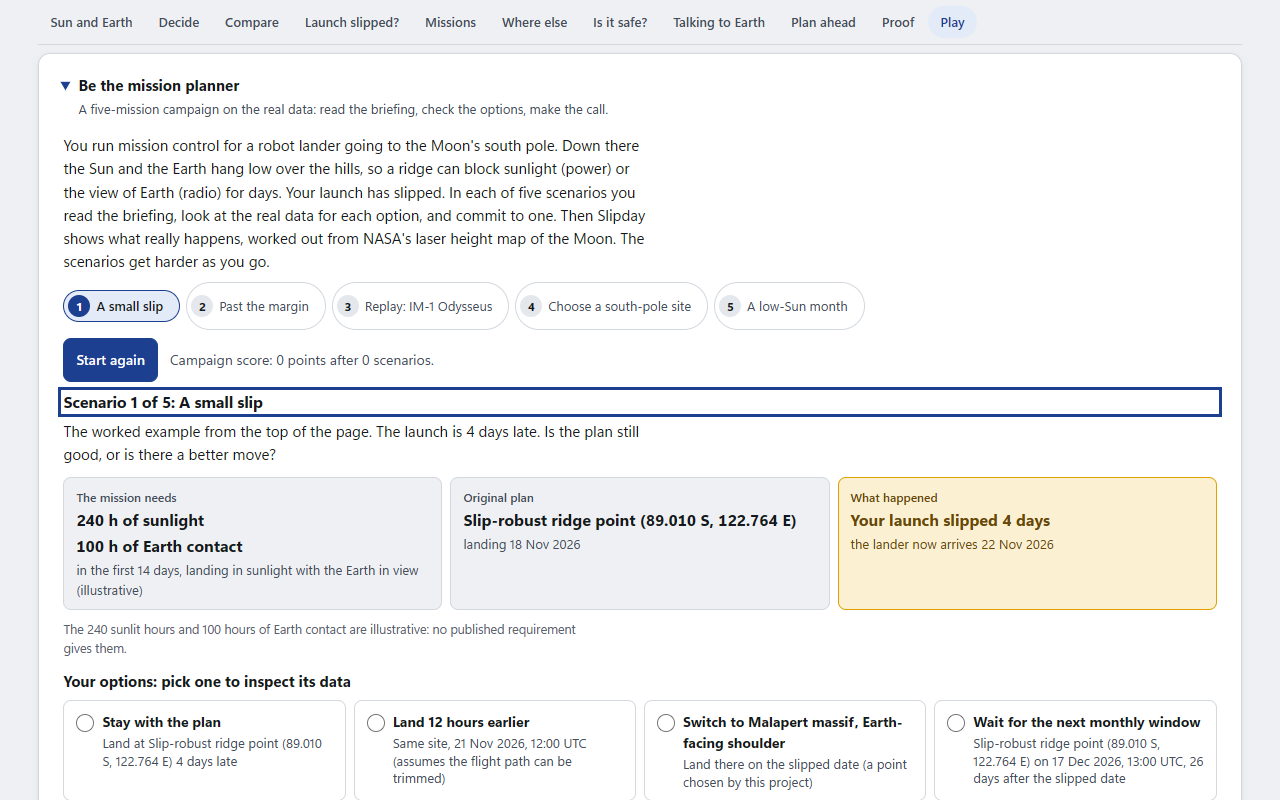 Sun and Earth Decide Compare Launch slipped? Missions Where else Is it safe? Talking to Earth Plan ahead Proof Play
▼ Be the mission planner
A five-mission campaign on the real data: read the briefing, check the options, make the call.
You run mission control for a robot lander going to the Moon's south pole. Down there
the Sun and the Earth hang low over the hills, so a ridge can block sunlight (power) or
the view of Earth (radio) for days. Your launch has slipped. In each of five scenarios you
read the briefing, look at the real data for each option, and commit to one. Then Slipday
shows what really happens, worked out from NASA's laser height map of the Moon. The
scenarios get harder as you go.
1 A small slip 2 Past the margin 3 Replay: IM-1 Odysseus 4 Choose a south-pole site 5 A low-Sun month
Start again Campaign score: 0 points after 0 scenarios.
Scenario 1 of 5: A small slip
The worked example from the top of the page. The launch is 4 days late. Is the plan still
good, or is there a better move?
The mission needs
240 h of sunlight
100 h of Earth contact
in the first 14 days, landing in sunlight with the Earth in view
(illustrative)
Original plan
Slip-robust ridge point (89.010 S, 122.764 E)
landing 18 Nov 2026
What happened
Your launch slipped 4 days
the lander now arrives 22 Nov 2026
The 240 sunlit hours and 100 hours of Earth contact are illustrative: no published requirement
gives them.
Your options: pick one to inspect its data
Stay with the plan
Land at Slip-robust ridge point (89.010
S, 122.764 E) 4 days late
Land 12 hours earlier
Same site, 21 Nov 2026, 12:00 UTC
(assumes the flight path can be
trimmed)
Switch to Malapert massif, Earth-
facing shoulder
Land there on the slipped date (a point
chosen by this project)
Wait for the next monthly window
Slip-robust ridge point (89.010 S,
122.764 E) on 17 Dec 2026, 13:00 UTC, 26
days after the slipped date